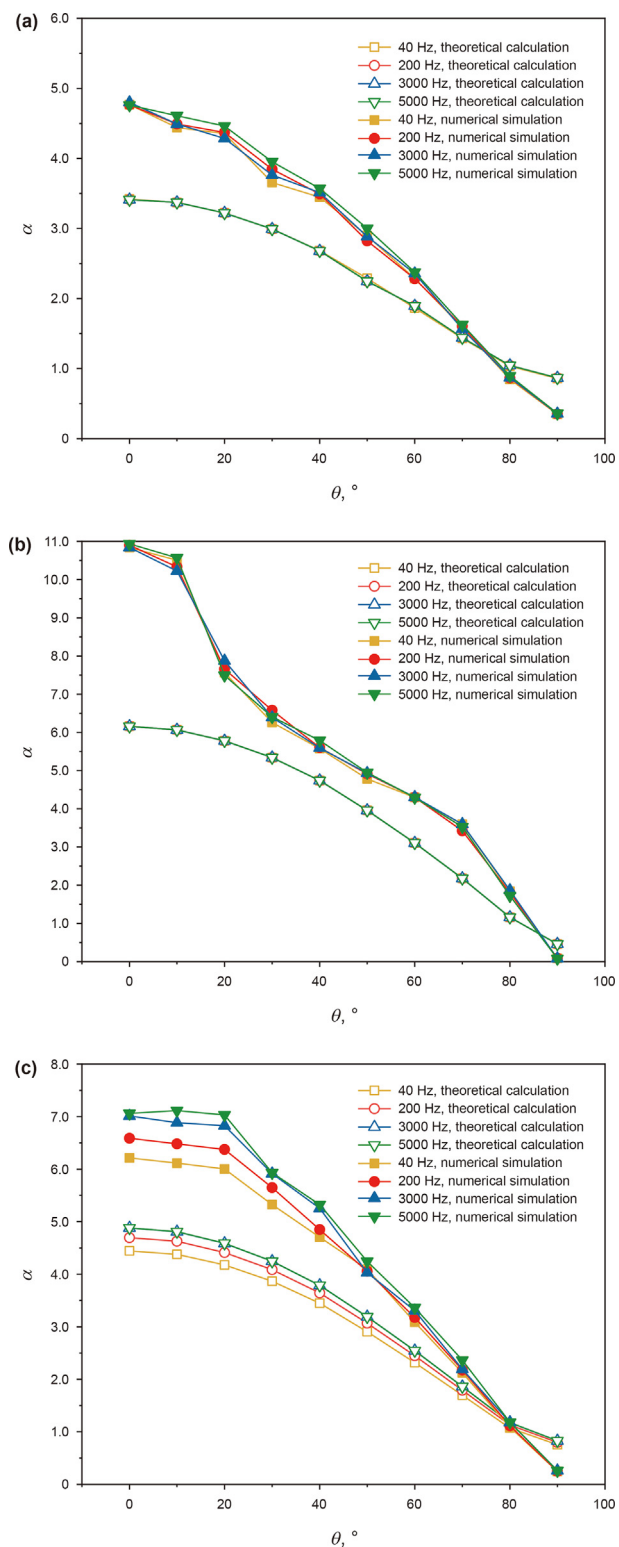 (a)
6.0
5.0
4.0
3.0
2.0
1.0
0
α
40 Hz, theoretical calculation
200 Hz, theoretical calculation
3000 Hz, theoretical calculation
5000 Hz, theoretical calculation
40 Hz, numerical simulation
200 Hz, numerical simulation
3000 Hz, numerical simulation
5000 Hz, numerical simulation
0 20 40 60 80 100
θ, °
(b)
11.0
10.0
9.0
8.0
7.0
6.0
5.0
4.0
3.0
2.0
1.0
0
α
40 Hz, theoretical calculation
200 Hz, theoretical calculation
3000 Hz, theoretical calculation
5000 Hz, theoretical calculation
40 Hz, numerical simulation
200 Hz, numerical simulation
3000 Hz, numerical simulation
5000 Hz, numerical simulation
0 20 40 60 80 100
θ, °
(c)
8.0
7.0
6.0
5.0
4.0
3.0
2.0
1.0
0
α
40 Hz, theoretical calculation
200 Hz, theoretical calculation
3000 Hz, theoretical calculation
5000 Hz, theoretical calculation
40 Hz, numerical simulation
200 Hz, numerical simulation
3000 Hz, numerical simulation
5000 Hz, numerical simulation
0 20 40 60 80 100
θ, °